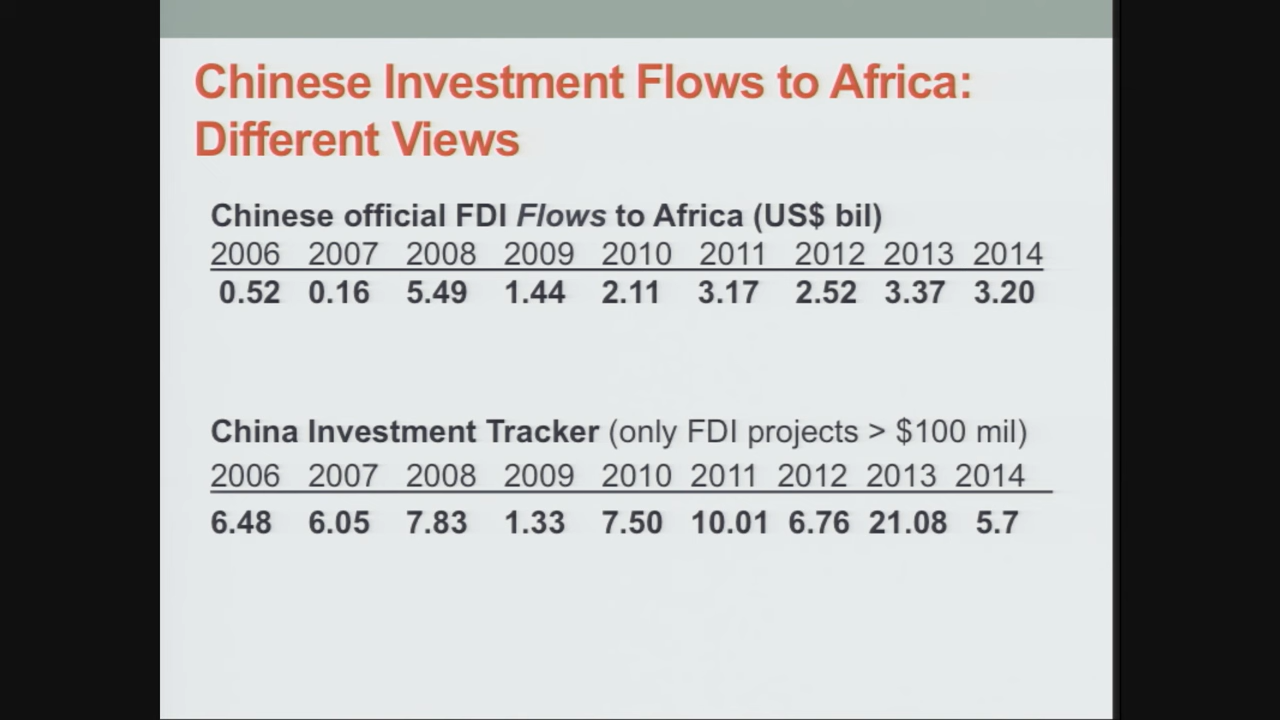 Chinese Investment Flows to Africa:
Different Views
Chinese official FDI Flows to Africa (US$ bil)
2006 2007 2008 2009 2010 2011 2012 2013 2014
0.52 0.16 5.49 1.44 2.11 3.17 2.52 3.37 3.20
China Investment Tracker (only FDI projects > $100 mil)
2006 2007 2008 2009 2010 2011 2012 2013 2014
6.48 6.05 7.83 1.33 7.50 10.01 6.76 21.08 5.7